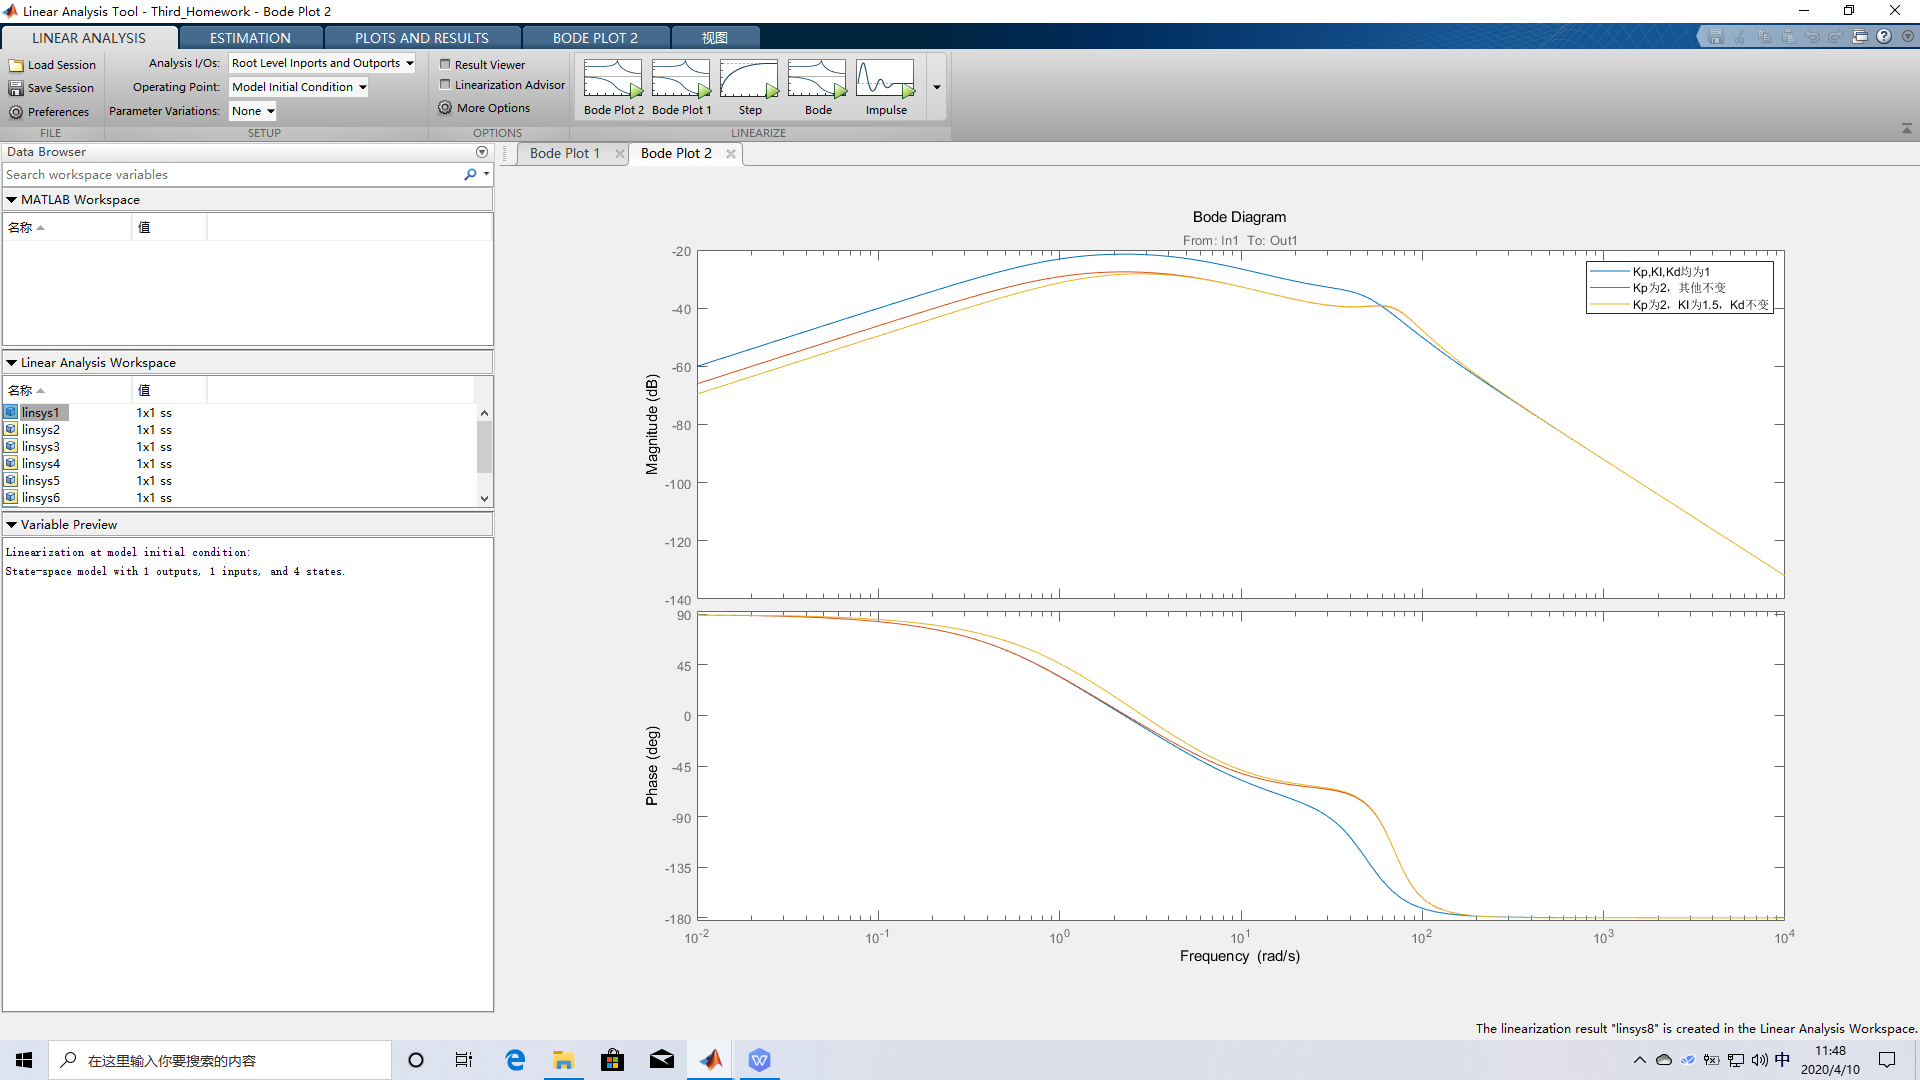 Linear Analysis Tool - Third_Homework - Bode Plot 2
LINEAR ANALYSIS
ESTIMATION
PLOTS AND RESULTS
BODE PLOT 2
视图
Load Session
Save Session
Preferences
FILE
Analysis I/Os:
Root Level Inports and Outports
Operating Point:
Model Initial Condition
Parameter Variations:
None
SETUP
Result Viewer
Linearization Advisor
More Options
OPTIONS
Bode Plot 2
Bode Plot 1
Step
Bode
Impulse
LINEARIZE
Data Browser
Search workspace variables
MATLAB Workspace
名称
值
Linear Analysis Workspace
名称
值
linsys1 1x1 ss
linsys2 1x1 ss
linsys3 1x1 ss
linsys4 1x1 ss
linsys5 1x1 ss
linsys6 1x1 ss
Variable Preview
Linearization at model initial condition:
State-space model with 1 outputs, 1 inputs, and 4 states.
Bode Plot 1
Bode Plot 2
Bode Diagram
From: In1 To: Out1
Magnitude (dB)
-20
-40
-60
-80
-100
-120
-140
Kp,KI,Kd均为1
Kp为2，其他不变
Kp为2，KI为1.5，Kd不变
Phase (deg)
90
45
0
-45
-90
-135
-180
10^-2
10^-1
10^0
10^1
10^2
10^3
10^4
Frequency (rad/s)
The linearization result "linsys8" is created in the Linear Analysis Workspace.
在这里输入你要搜索的内容
中
11:48
2020/4/10